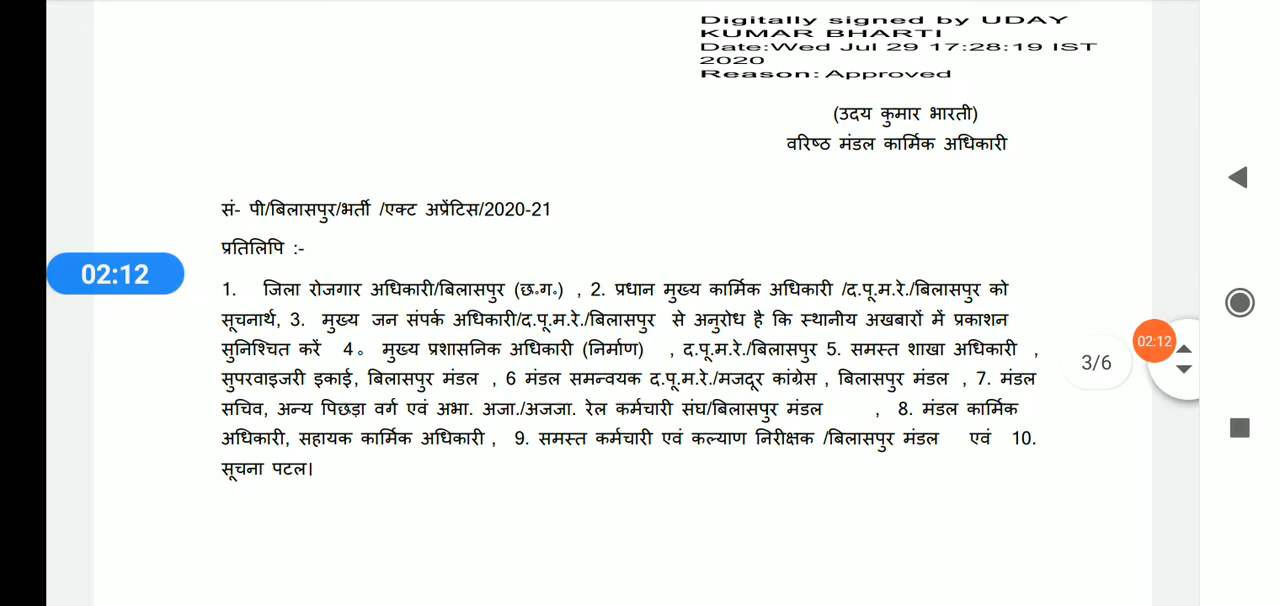 Digitally signed by UDAY
KUMAR BHARTI
Date:Wed Jul 29 17:28:19 IST
2020
Reason: Approved
(उदय कुमार भारती)
वरिष्ठ मंडल कार्मिक अधिकारी
सं- पी/बिलासपुर/भर्ती /एक्ट अप्रेंटिस/2020-21
प्रतिलिपि :-
02:12
1. जिला रोजगार अधिकारी/बिलासपुर (छ॰ग॰) , 2. प्रधान मुख्य कार्मिक अधिकारी /द.पू.म.रे./बिलासपुर को
सूचनार्थ, 3. मुख्य जन संपर्क अधिकारी/द.पू.म.रे./बिलासपुर से अनुरोध है कि स्थानीय अखबारों में प्रकाशन
सुनिश्चित करें 4॰ मुख्य प्रशासनिक अधिकारी (निर्माण) , द.पू.म.रे/बिलासपुर 5. समस्त शाखा अधिकारी ,
सुपरवाइजरी इकाई, बिलासपुर मंडल , 6 मंडल समन्वयक द.पू.म.रे./मजदूर कांग्रेस , बिलासपुर मंडल , 7. मंडल
सचिव, अन्य पिछड़ा वर्ग एवं अभा. अजा./अजजा. रेल कर्मचारी संघ/बिलासपुर मंडल , 8. मंडल कार्मिक
अधिकारी, सहायक कार्मिक अधिकारी , 9. समस्त कर्मचारी एवं कल्याण निरीक्षक /बिलासपुर मंडल एवं 10.
सूचना पटल।
3/6
02:12